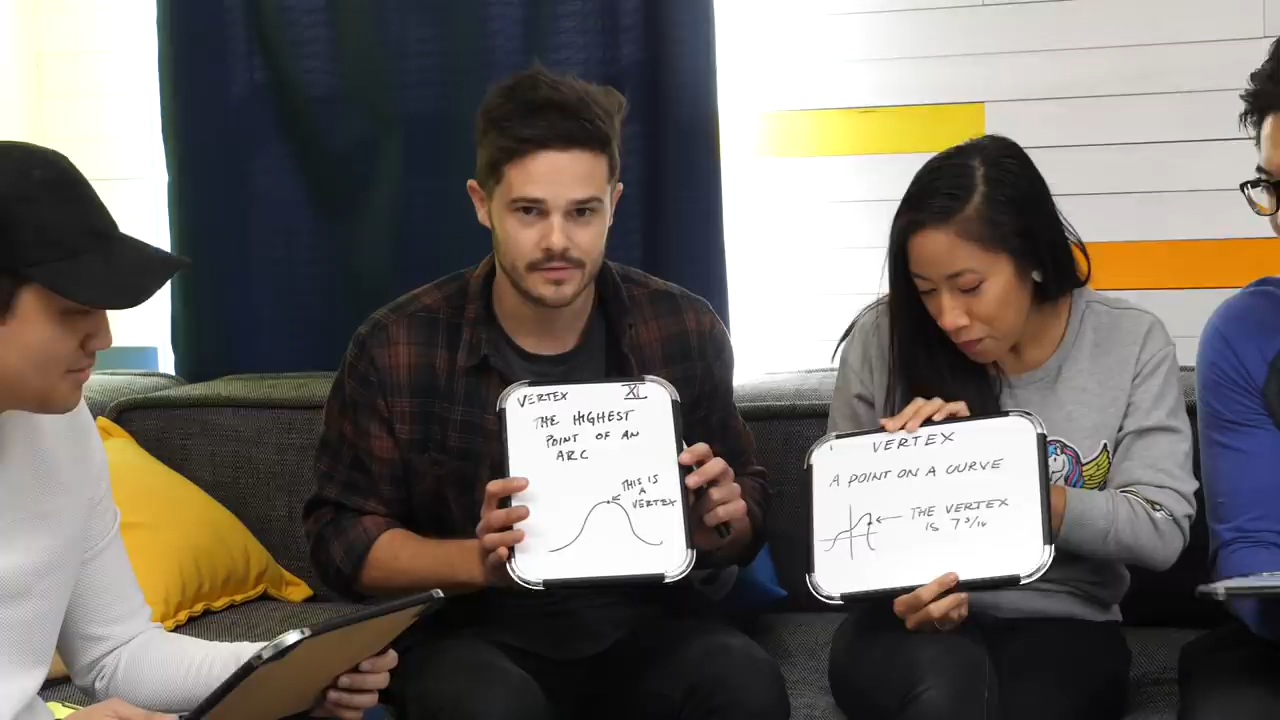 VERTEX XI
THE HIGHEST
POINT OF AN
ARC
THIS IS
A
VERTEX
VERTEX
A POINT ON A CURVE
THE VERTEX
IS 7 3/16